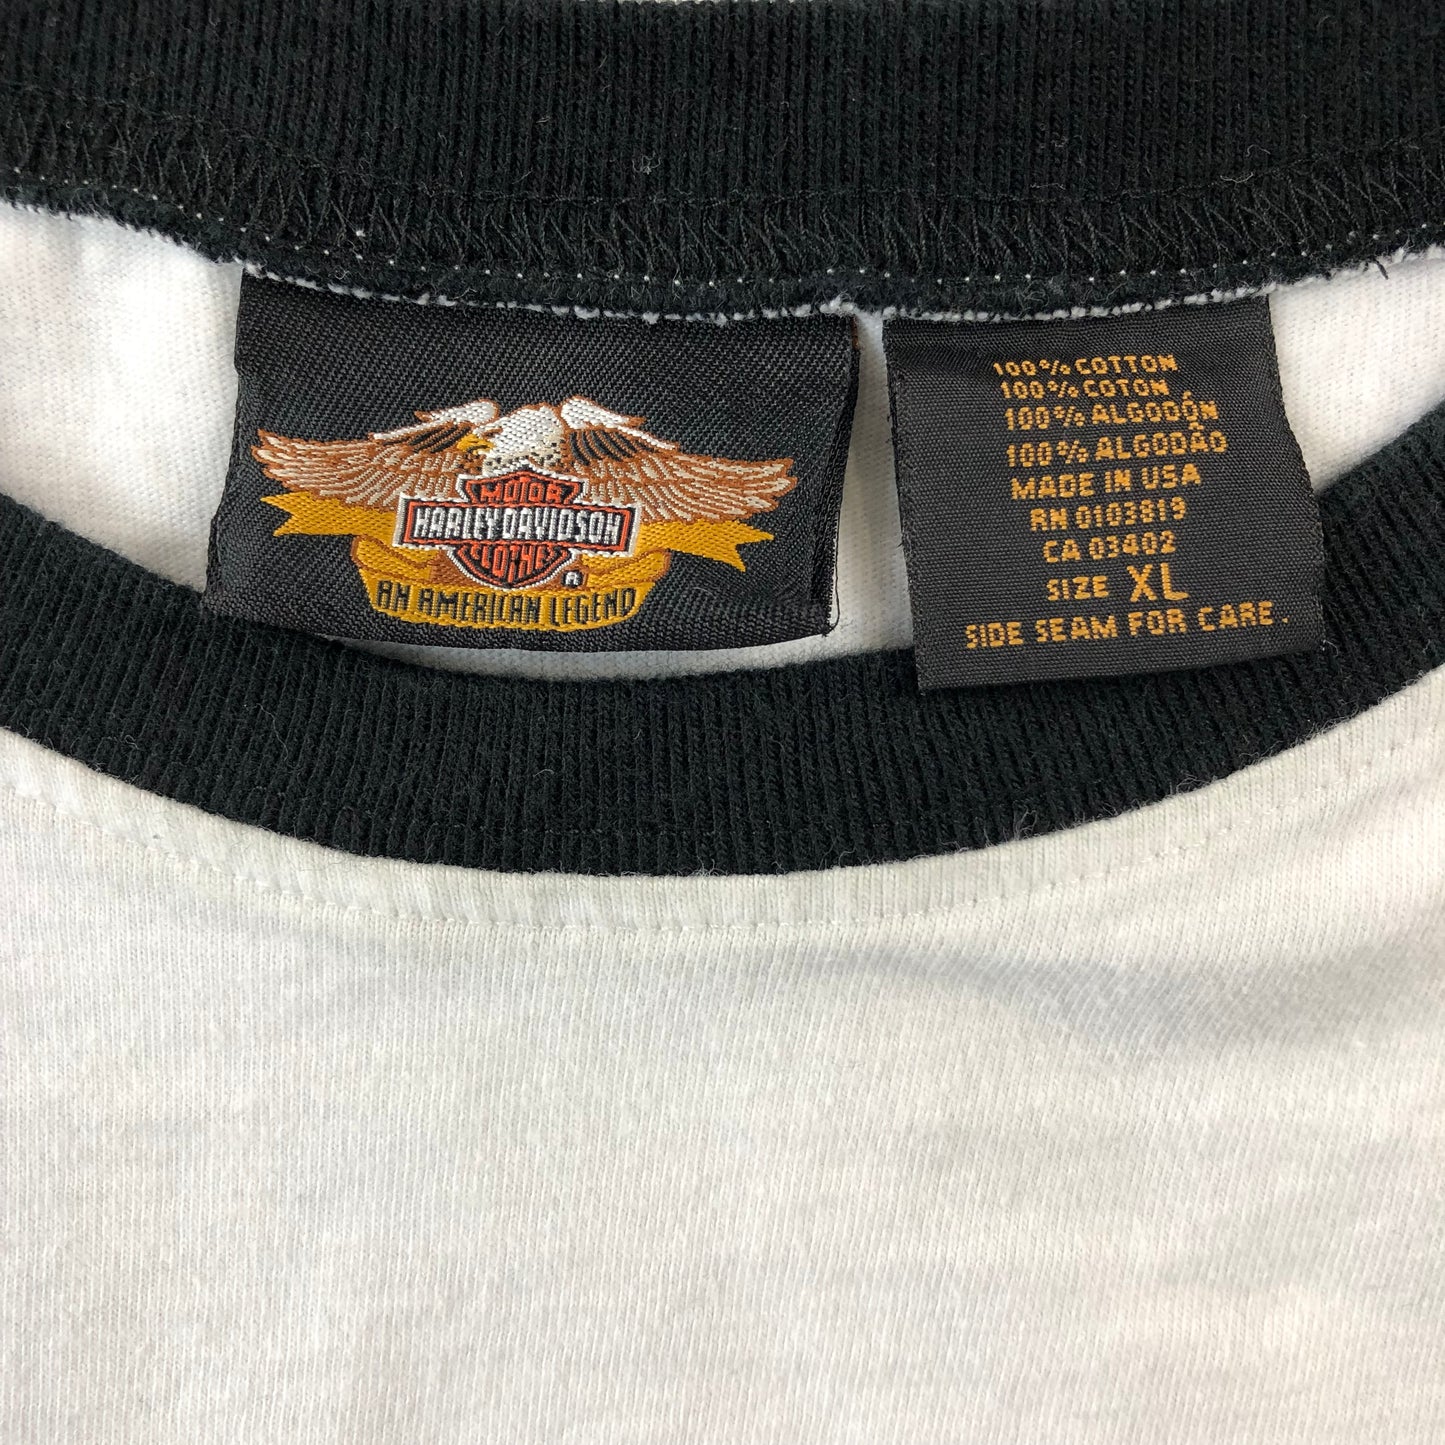 MOTOR
HARLEY-DAVIDSON
CLOTHES
®
AN AMERICAN LEGEND
100% COTTON
100% COTON
100% ALGODÓN
100% ALGODÃO
MADE IN USA
RN 0103819
CA 03402
SIZE XL
SIDE SEAM FOR CARE.